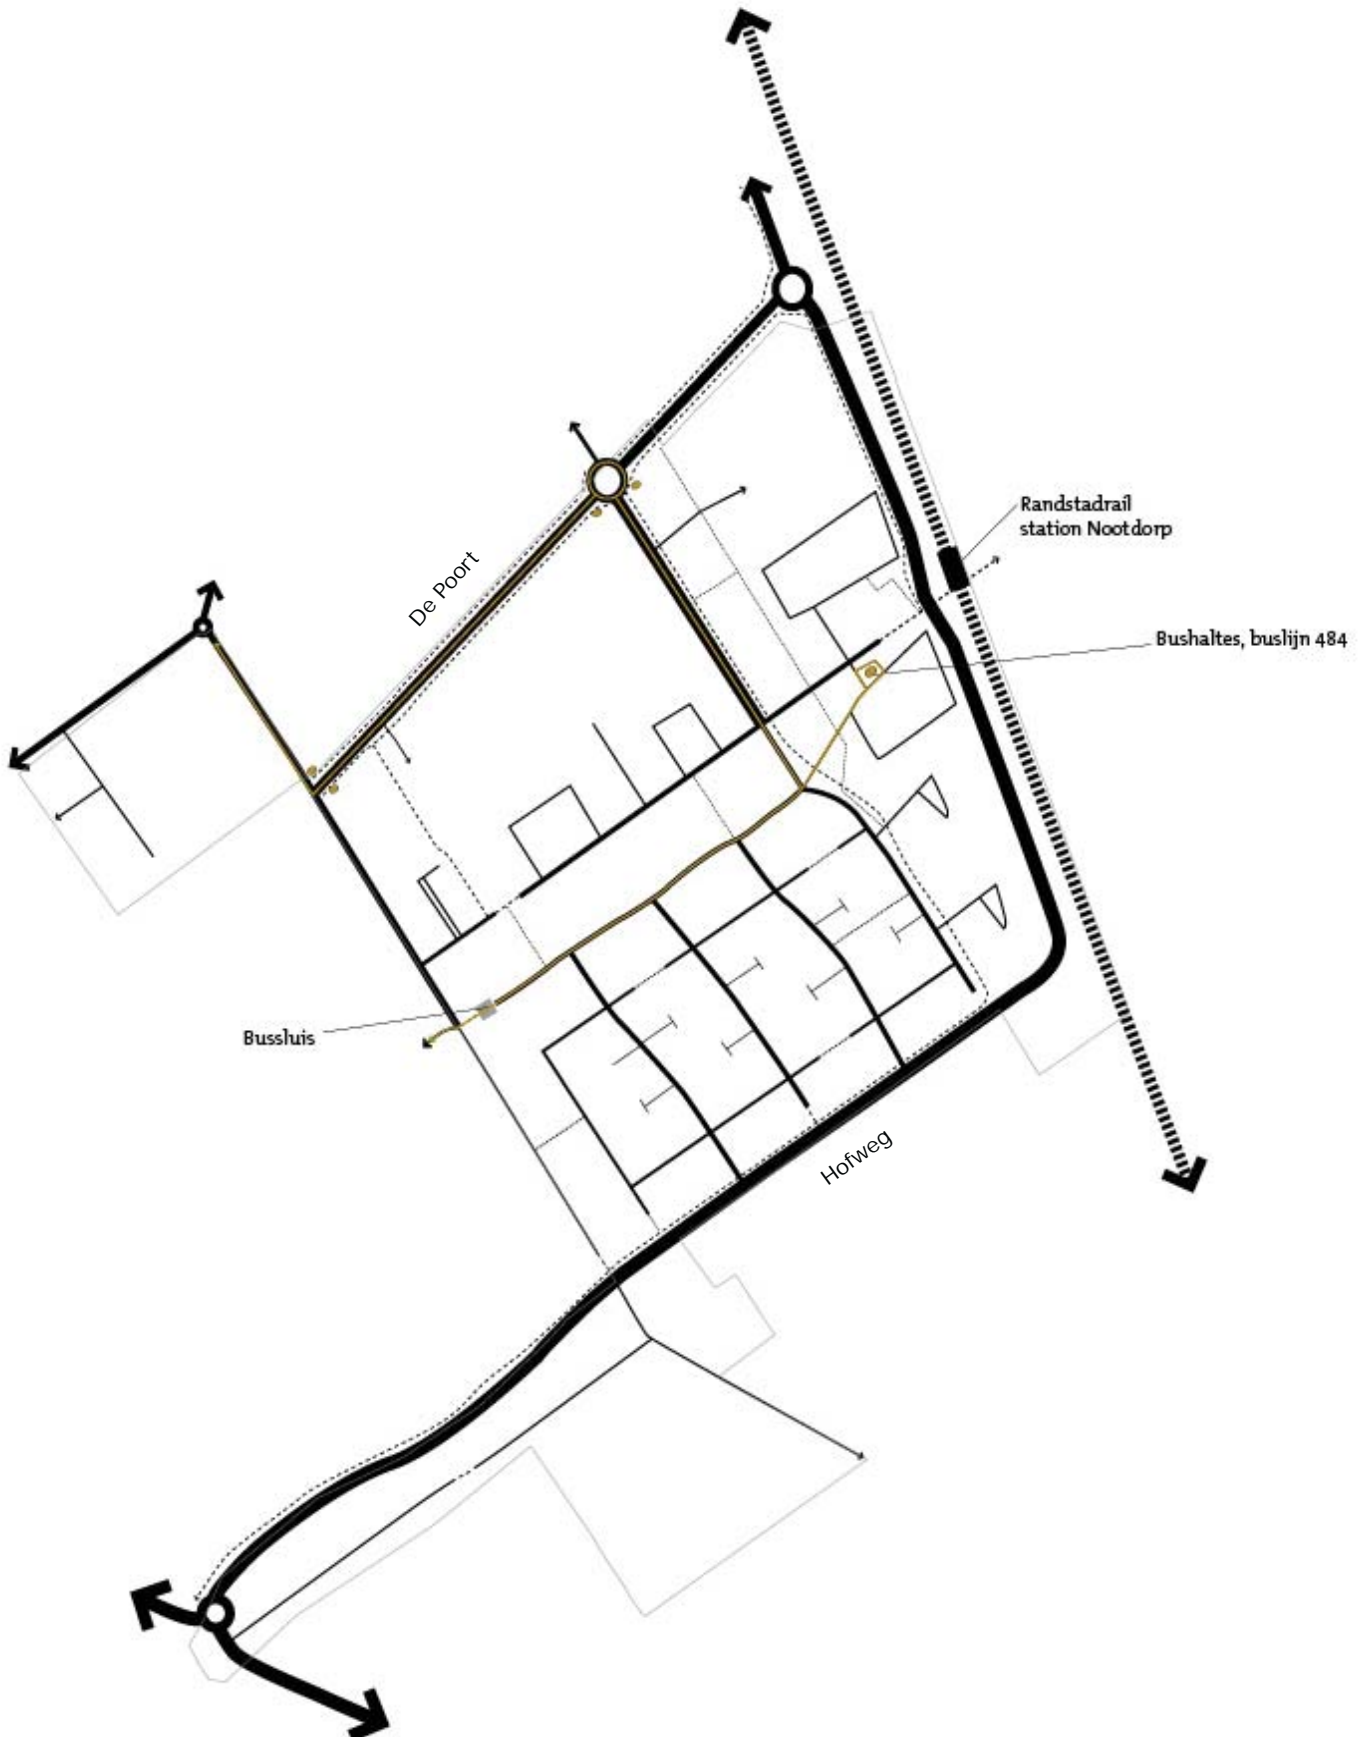 Randstadrail
station Nootdorp
De Poort
Bushaltes, buslijn 484
Bussluis
Hofweg